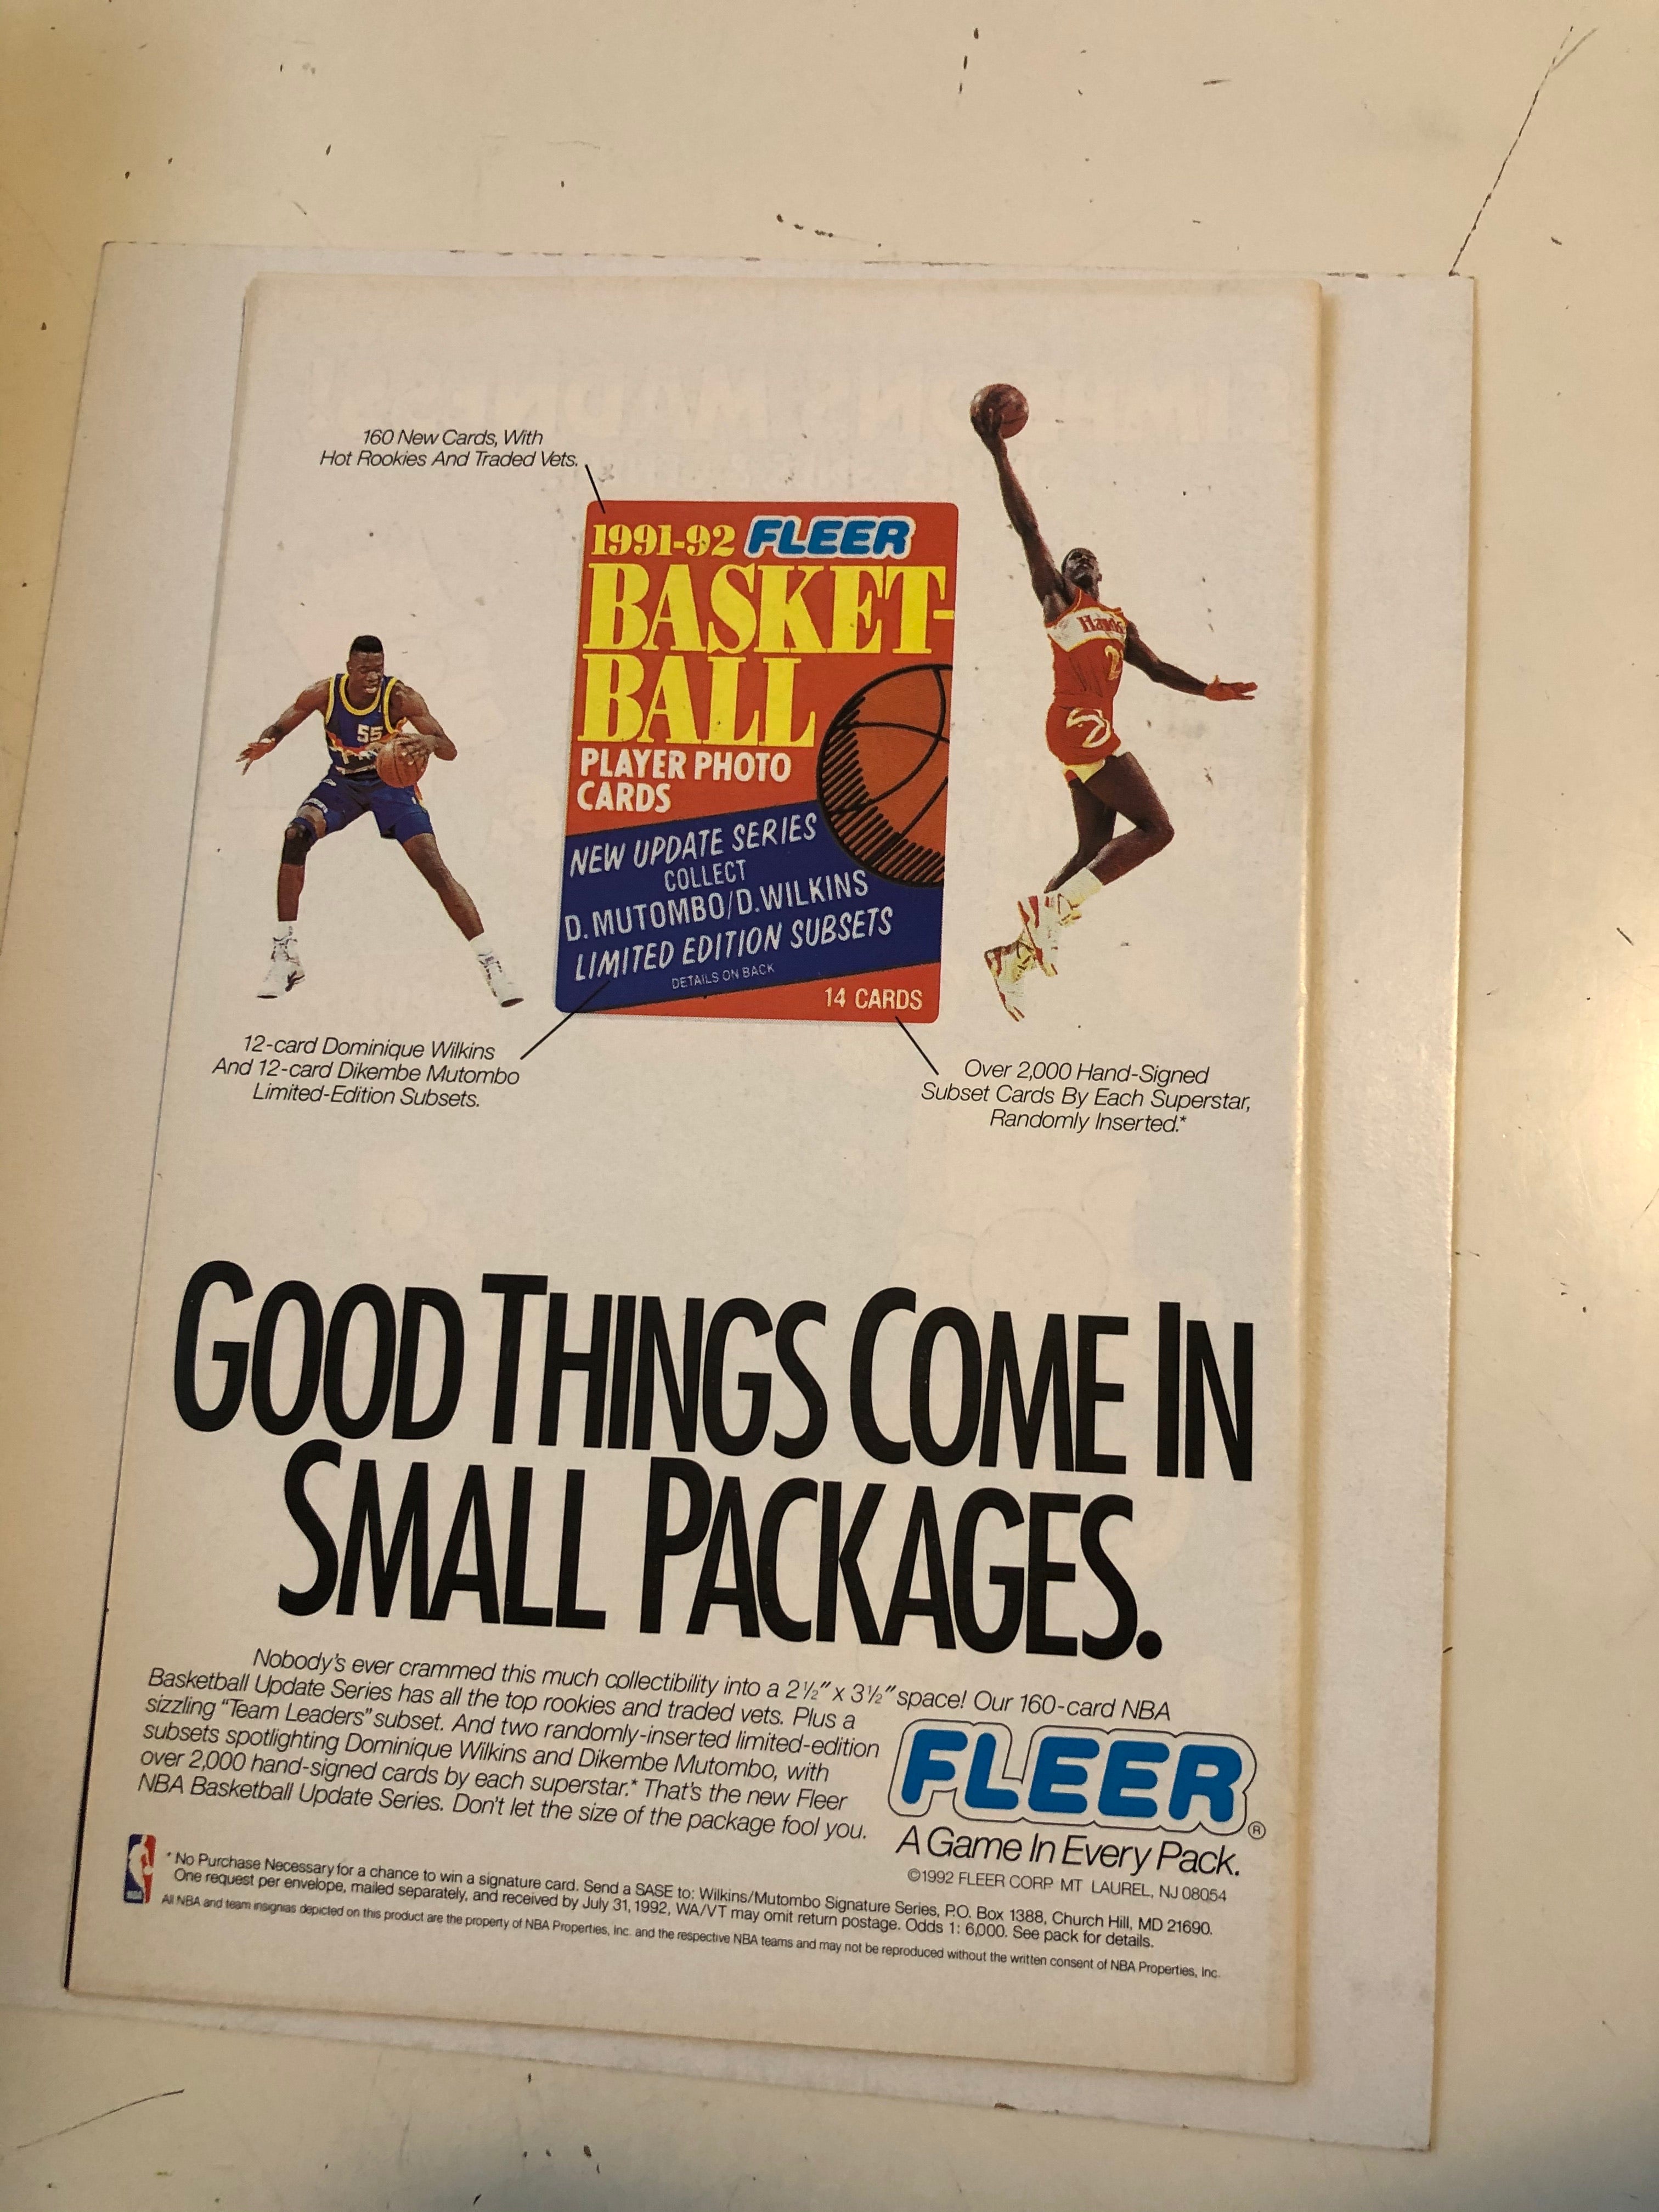 160 New Cards, With
Hot Rookies And Traded Vets.
1991-92 FLEER
BASKET-
BALL
PLAYER PHOTO
CARDS
NEW UPDATE SERIES
COLLECT
D. MUTOMBO/D. WILKINS
LIMITED EDITION SUBSETS
DETAILS ON BACK
14 CARDS
55
Hawks
12-card Dominique Wilkins
And 12-card Dikembe Mutombo
Limited-Edition Subsets.
Over 2,000 Hand-Signed
Subset Cards By Each Superstar,
Randomly Inserted.*
GOOD THINGS COME IN
SMALL PACKAGES.
Nobody's ever crammed this much collectibility into a 2½" x 3½" space! Our 160-card NBA
Basketball Update Series has all the top rookies and traded vets. Plus a
sizzling "Team Leaders" subset. And two randomly-inserted limited-edition
subsets spotlighting Dominique Wilkins and Dikembe Mutombo, with
over 2,000 hand-signed cards by each superstar.* That's the new Fleer
NBA Basketball Update Series. Don't let the size of the package fool you.
FLEER®
A Game In Every Pack.
©1992 FLEER CORP MT LAUREL, NJ 08054
NBA
* No Purchase Necessary for a chance to win a signature card. Send a SASE to: Wilkins/Mutombo Signature Series, P.O. Box 1388, Church Hill, MD 21690.
One request per envelope, mailed separately, and received by July 31, 1992, WA/VT may omit return postage. Odds 1: 6,000. See pack for details.
All NBA and team insignias depicted on this product are the property of NBA Properties, Inc. and the respective NBA teams and may not be reproduced without the written consent of NBA Properties, Inc.